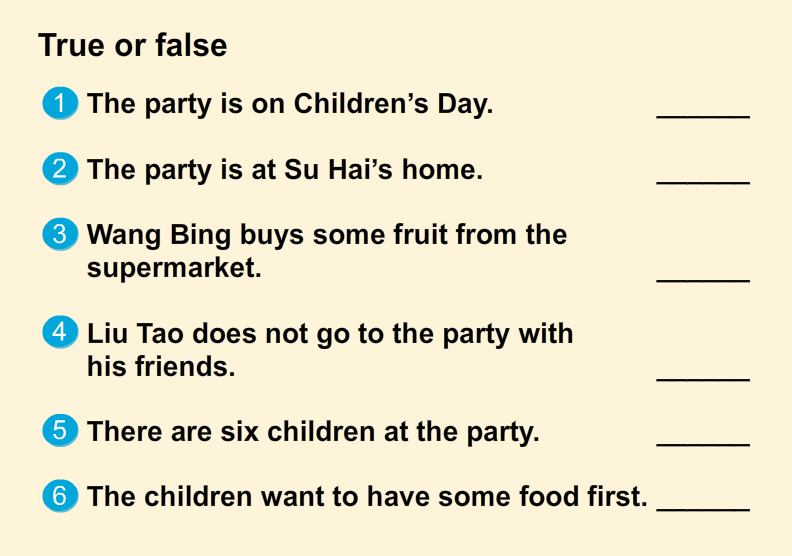 True or false
1 The party is on Children’s Day. ______
2 The party is at Su Hai’s home. ______
3 Wang Bing buys some fruit from the
supermarket. ______
4 Liu Tao does not go to the party with
his friends. ______
5 There are six children at the party. ______
6 The children want to have some food first. ______